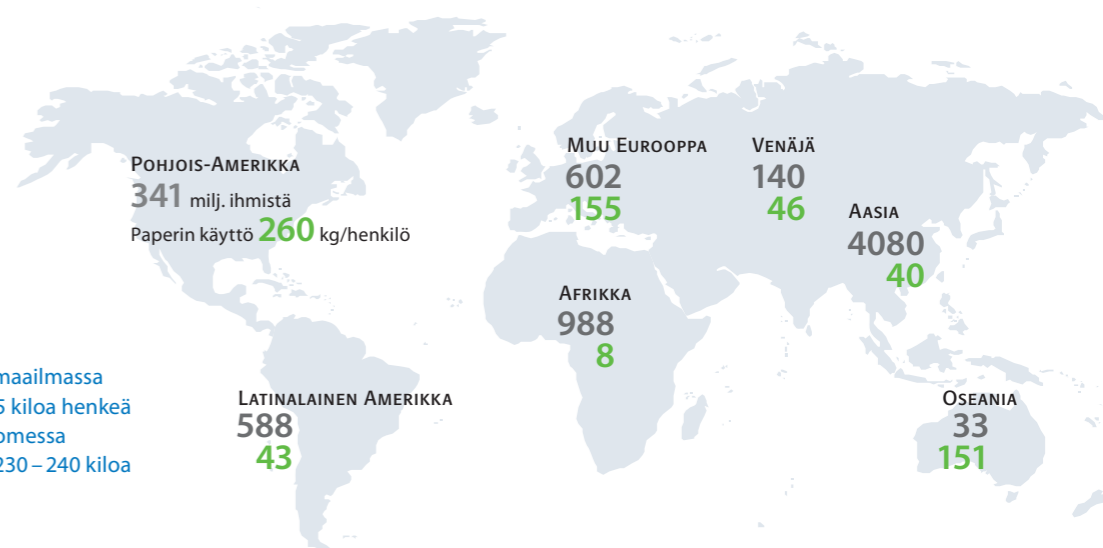 Pohjois-Amerikka
341 milj. ihmistä
Paperin käyttö 260 kg/henkilö
Muu Eurooppa
602
155
Venäjä
140
46
Aasia
4080
40
Afrikka
988
8
maailmassa
5 kiloa henkeä
omessa
230 – 240 kiloa
Latinalainen Amerikka
588
43
Oseania
33
151